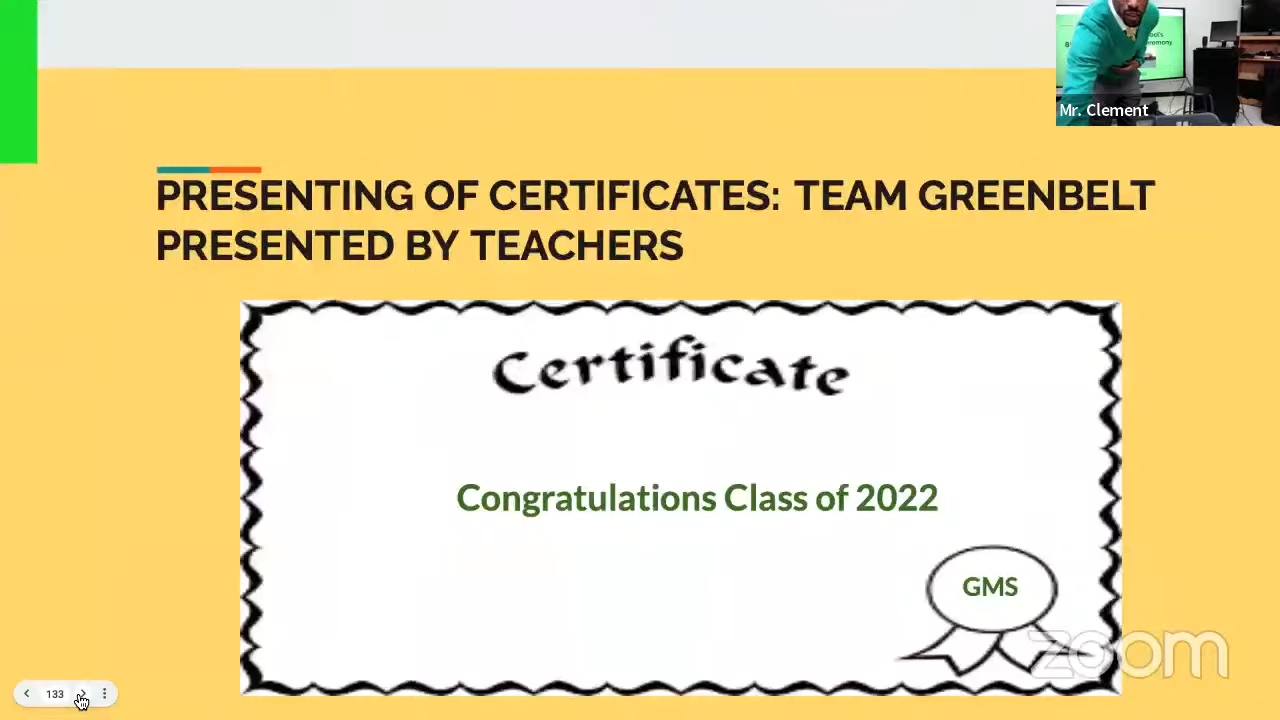 Mr. Clement
PRESENTING OF CERTIFICATES: TEAM GREENBELT
PRESENTED BY TEACHERS
Certificate
Congratulations Class of 2022
GMS
zoom
133